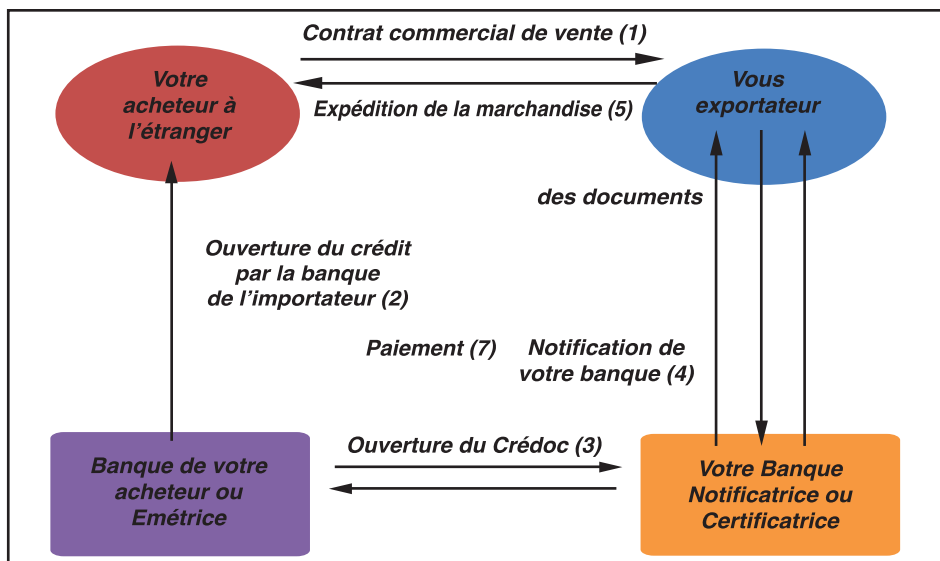 Contrat commercial de vente (1)
Votre
acheteur à
l'étranger
Vous
exportateur
Expédition de la marchandise (5)
des documents
Ouverture du crédit
par la banque
de l'importateur (2)
Paiement (7)
Notification de
votre banque (4)
Ouverture du Crédoc (3)
Banque de votre
acheteur ou
Emétrice
Votre Banque
Notificatrice ou
Certificatrice